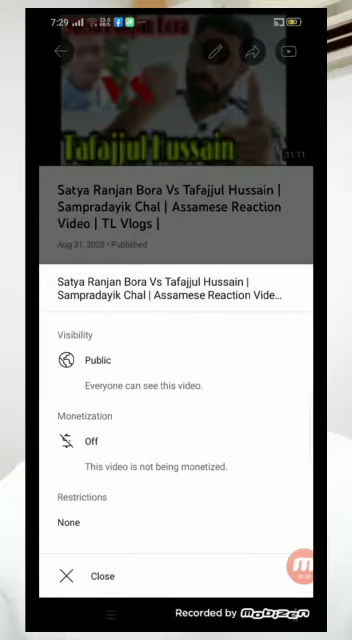 7:29
Tafajjul Hussain
11:11
Satya Ranjan Bora Vs Tafajjul Hussain |
Sampradayik Chal | Assamese Reaction
Video | TL Vlogs |
Aug 31, 2020 • Published
Satya Ranjan Bora Vs Tafajjul Hussain |
Sampradayik Chal | Assamese Reaction Vide...
Visibility
Public
Everyone can see this video.
Monetization
Off
This video is not being monetized.
Restrictions
None
Close
Recorded by mobizen